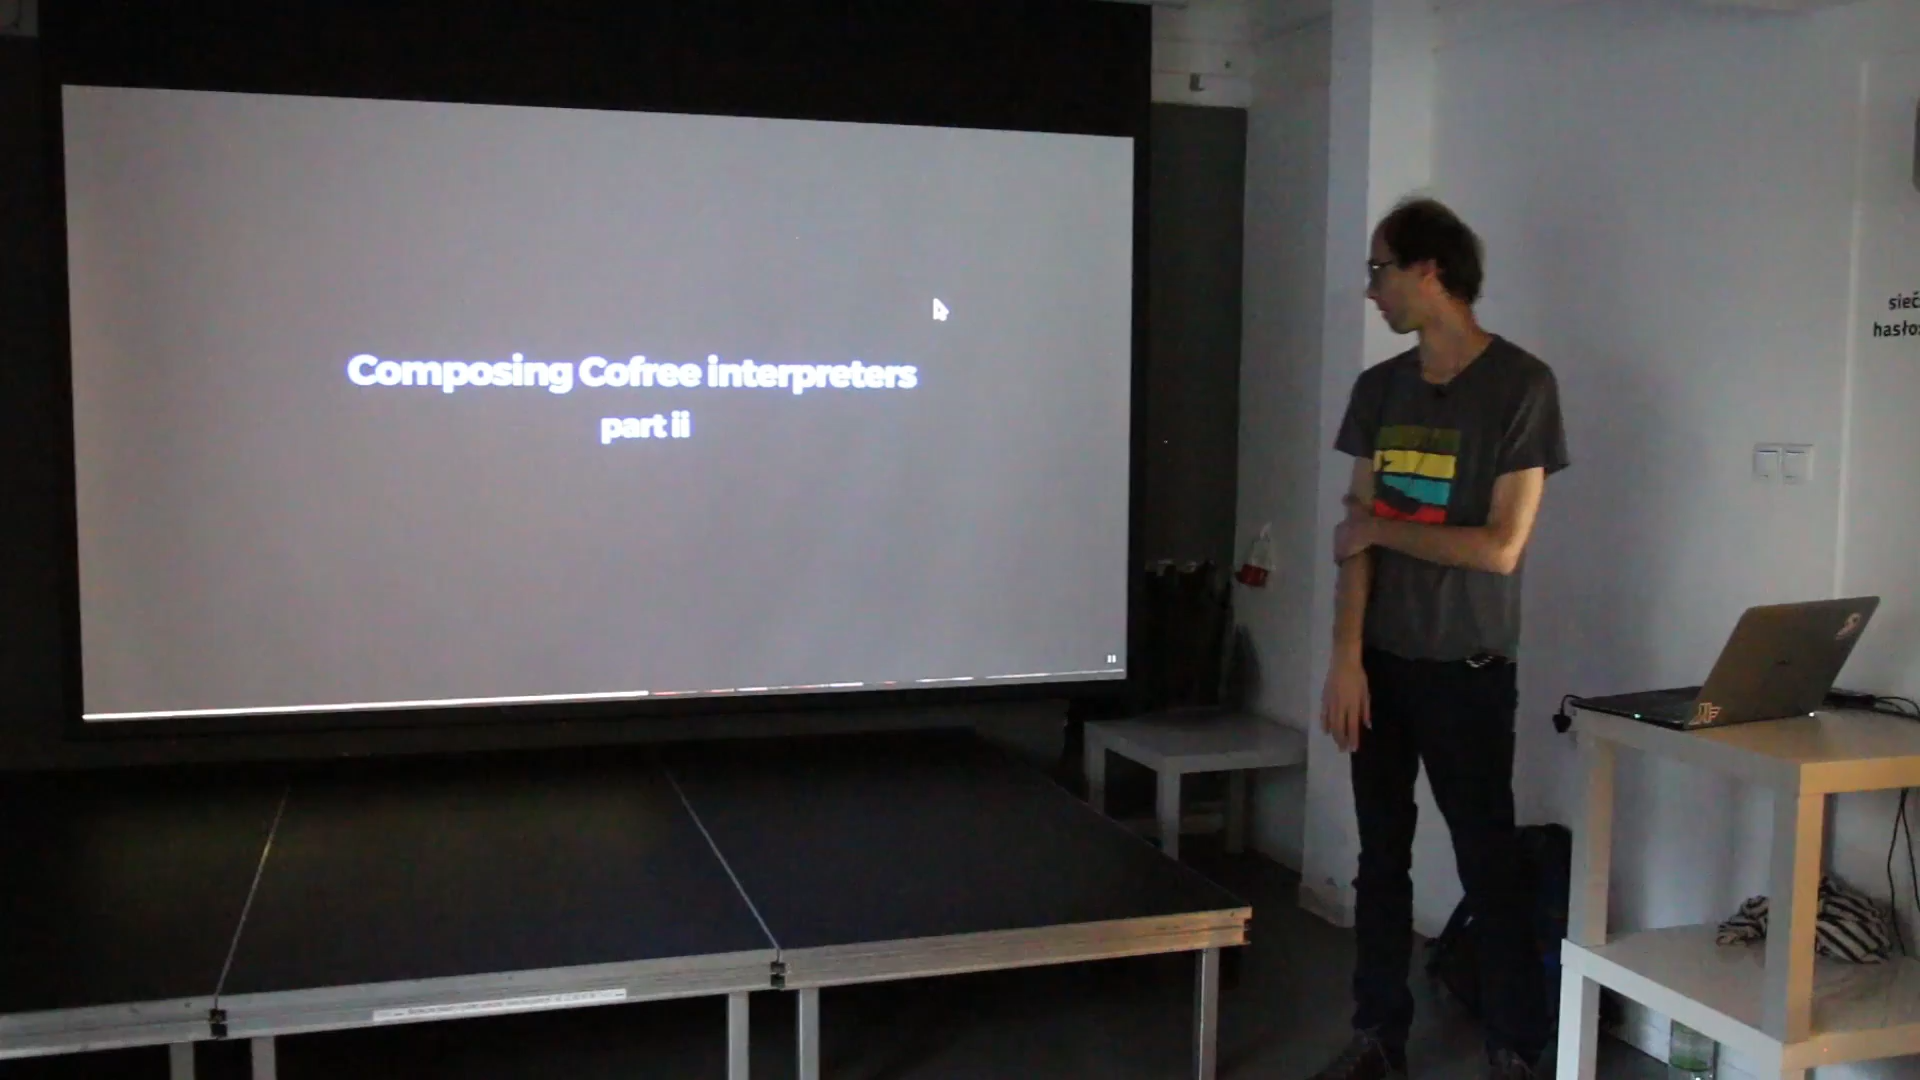 Composing Cofree interpreters
part ii
sieć
hasło: